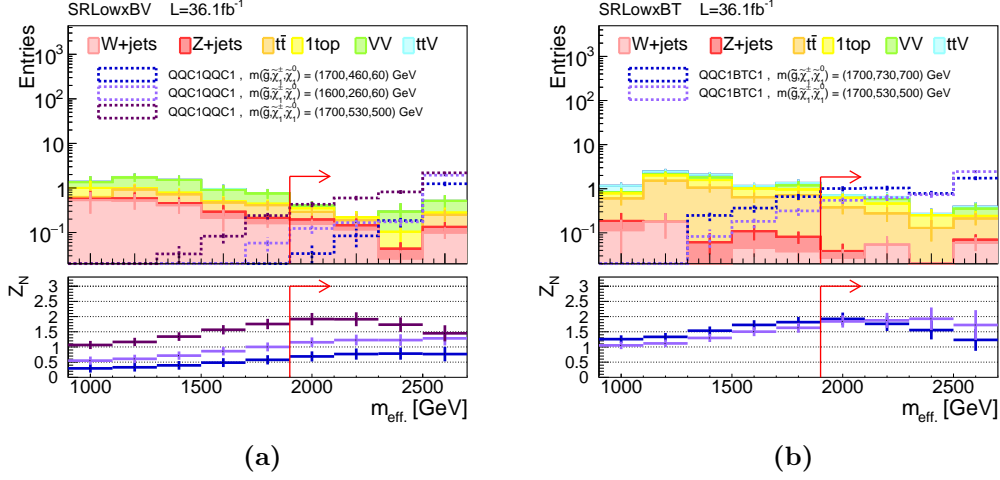 SRLowxBV L=36.1fb⁻¹
Entries
10³
10²
10
1
10⁻¹
W+jets Z+jets tt̄ 1top VV ttV
QQC1QQC1 , m(g̃,χ̃₁±,χ̃₁⁰) = (1700,460,60) GeV
QQC1QQC1 , m(g̃,χ̃₁±,χ̃₁⁰) = (1600,260,60) GeV
QQC1QQC1 , m(g̃,χ̃₁±,χ̃₁⁰) = (1700,530,500) GeV
Z_N
3
2.5
2
1.5
1
0.5
0
1000 1500 2000 2500
m_eff. [GeV]
(a)
SRLowxBT L=36.1fb⁻¹
Entries
10³
10²
10
1
10⁻¹
W+jets Z+jets tt̄ 1top VV ttV
QQC1BTC1 , m(g̃,χ̃₁±,χ̃₁⁰) = (1700,730,700) GeV
QQC1BTC1 , m(g̃,χ̃₁±,χ̃₁⁰) = (1700,530,500) GeV
Z_N
3
2.5
2
1.5
1
0.5
0
1000 1500 2000 2500
m_eff. [GeV]
(b)